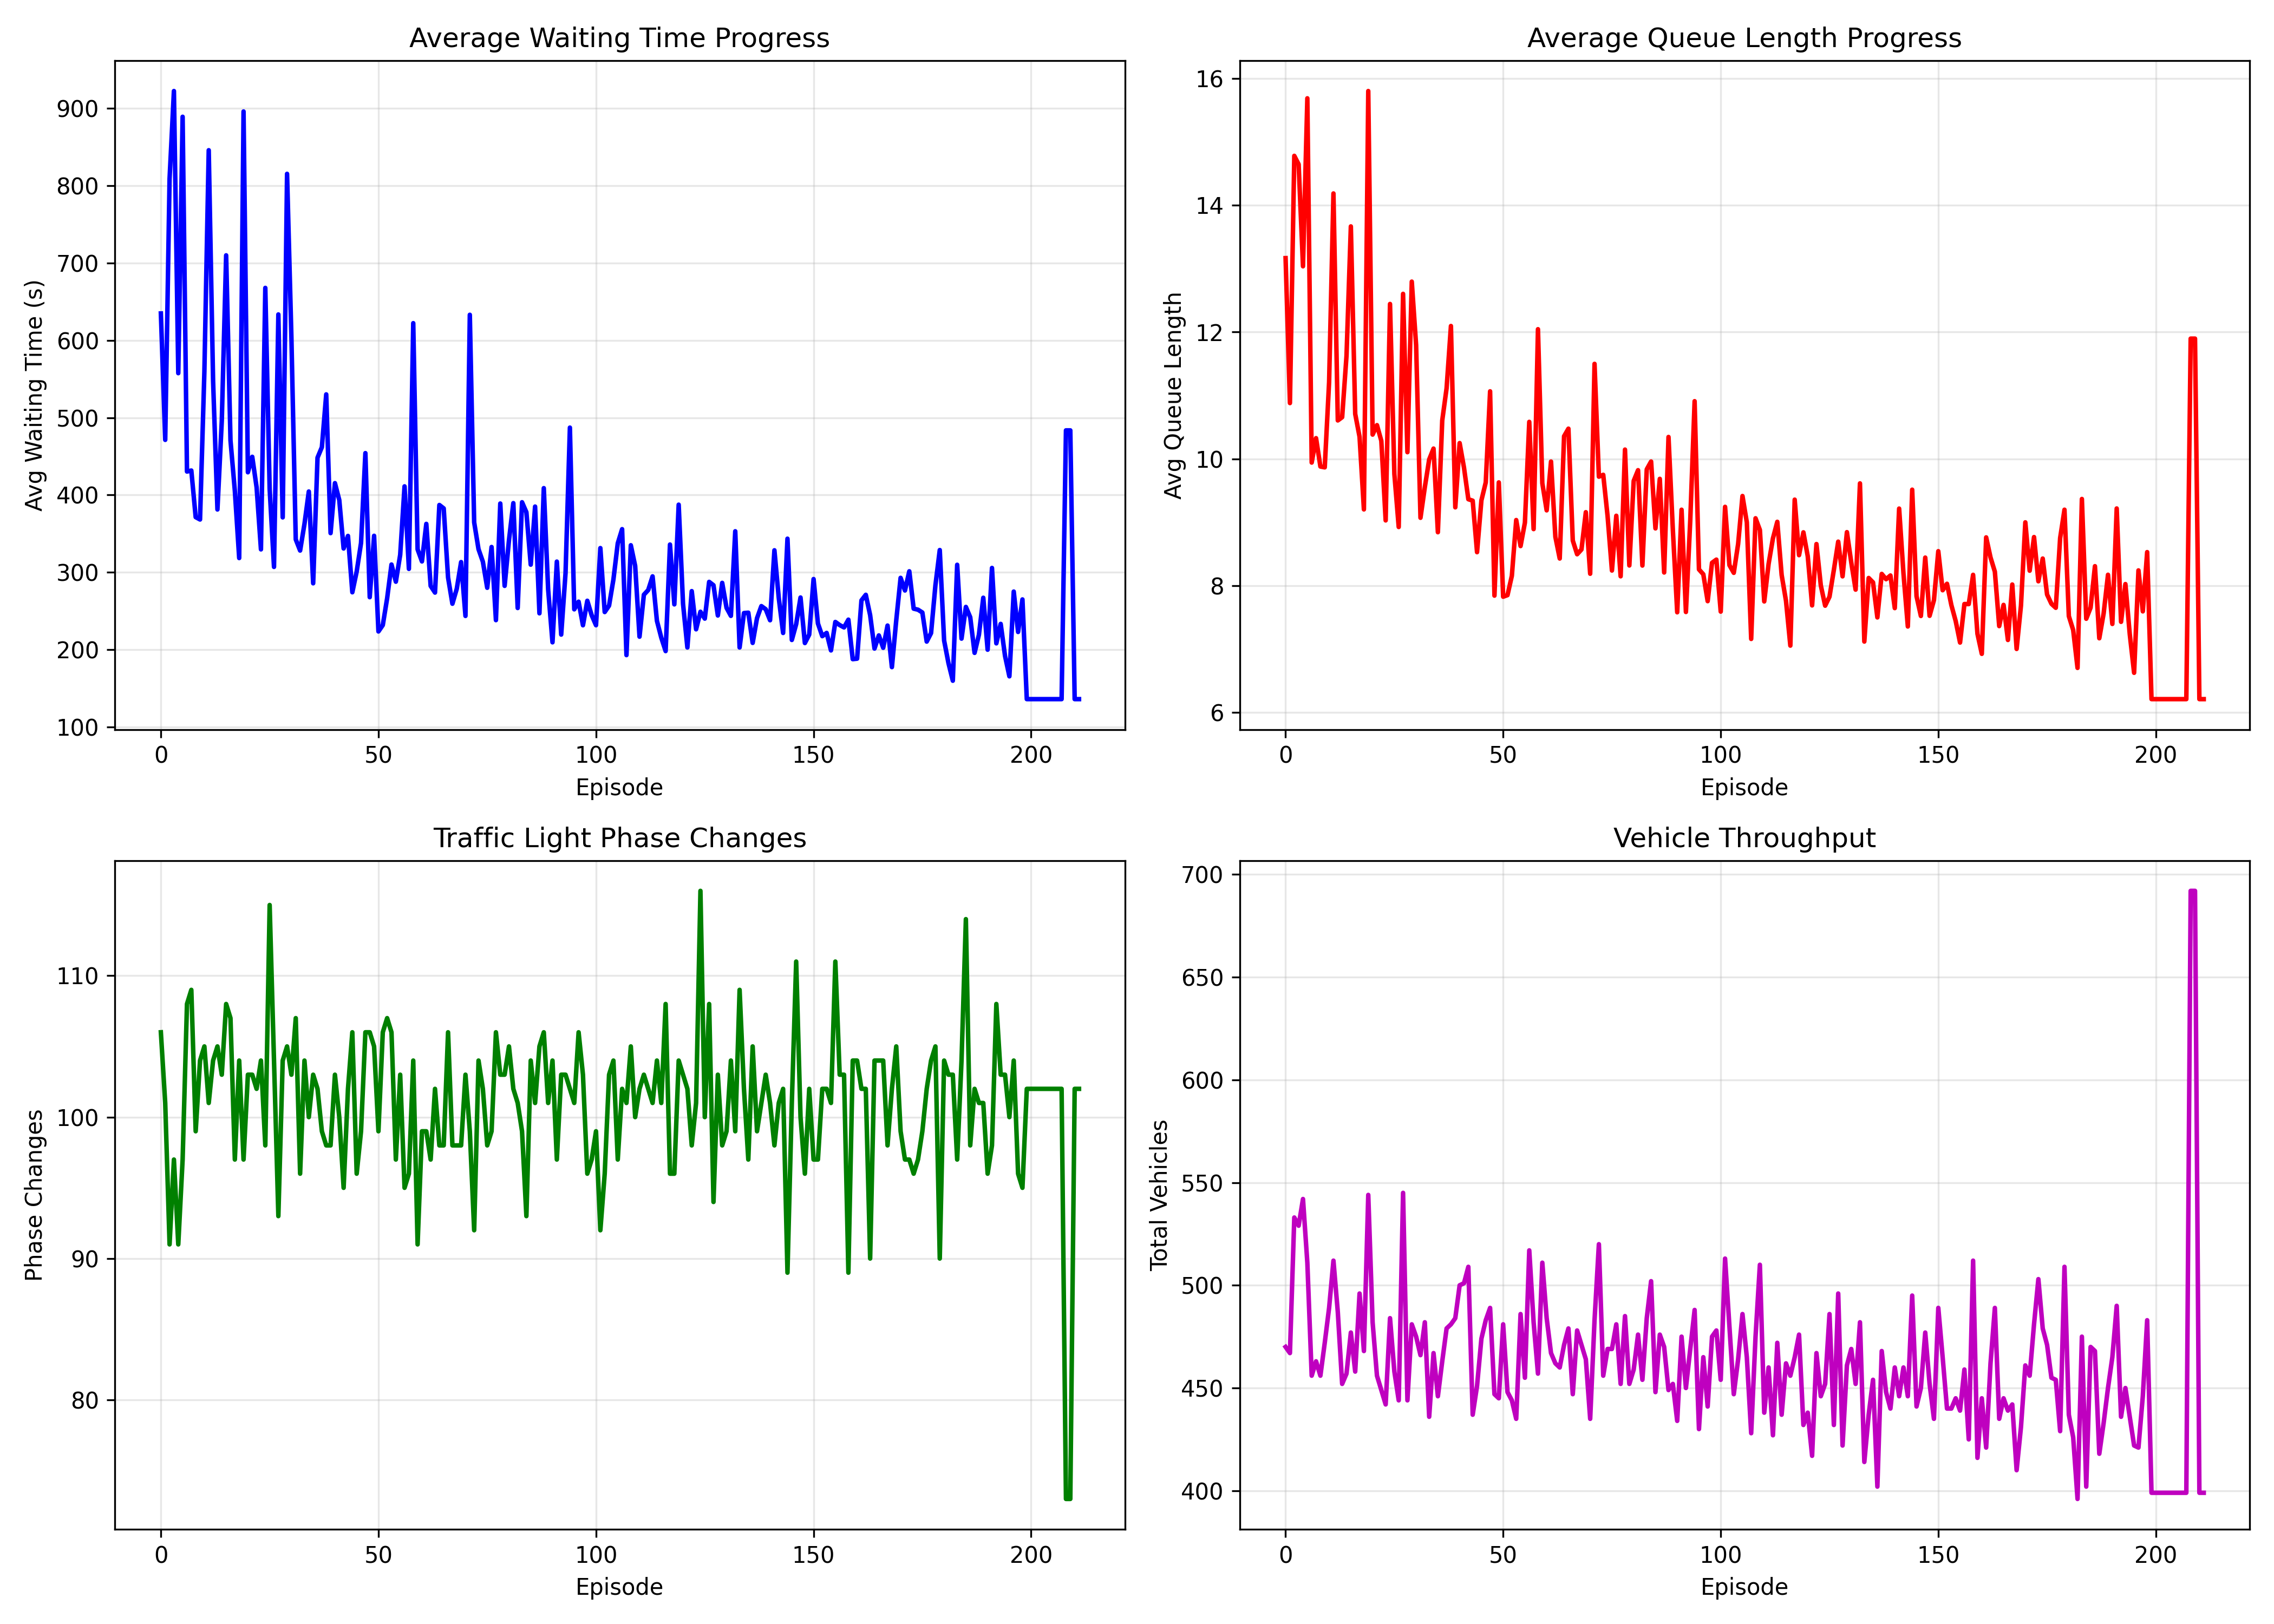 Average Waiting Time Progress
Avg Waiting Time (s)
900
800
700
600
500
400
300
200
100
0 50 100 150 200
Episode
Average Queue Length Progress
Avg Queue Length
16
14
12
10
8
6
0 50 100 150 200
Episode
Traffic Light Phase Changes
Phase Changes
110
100
90
80
0 50 100 150 200
Episode
Vehicle Throughput
Total Vehicles
700
650
600
550
500
450
400
0 50 100 150 200
Episode